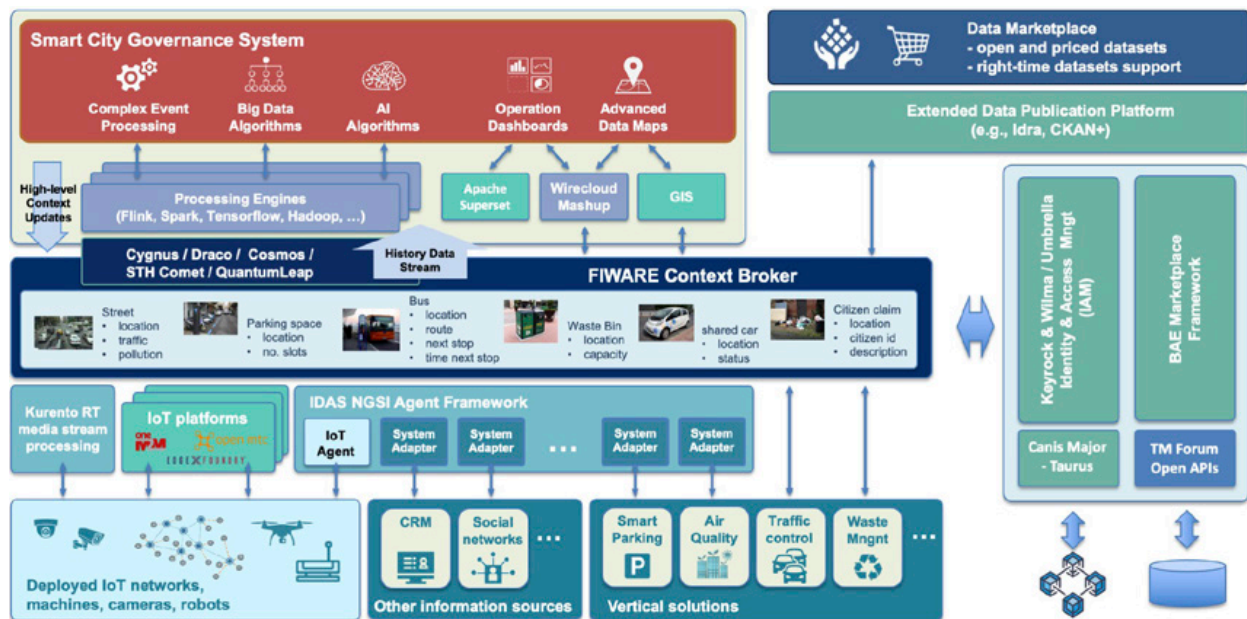 Smart City Governance System
Complex Event
Processing
Big Data
Algorithms
AI
Algorithms
Operation
Dashboards
Advanced
Data Maps
Data Marketplace
- open and priced datasets
- right-time datasets support
Extended Data Publication Platform
(e.g., Idra, CKAN+)
High-level
Context
Updates
Processing Engines
(Flink, Spark, Tensorflow, Hadoop, ...)
Apache
Superset
Wirecloud
Mashup
GIS
Cygnus / Draco / Cosmos /
STH Comet / QuantumLeap
History Data
Stream
FIWARE Context Broker
Street
• location
• traffic
• pollution
Parking space
• location
• no. slots
Bus
• location
• route
• next stop
• time next stop
Waste Bin
• location
• capacity
shared car
• location
• status
Citizen claim
• location
• citizen id
• description
Keyrock & Wilma / Umbrella
Identity & Access Mngt
(IAM)
BAE Marketplace
Framework
Canis Major
- Taurus
TM Forum
Open APIs
Kurento RT
media stream
processing
IoT platforms
one
M2M
open mtc
EDGE X FOUNDRY
IDAS NGSI Agent Framework
IoT
Agent
System
Adapter
System
Adapter
...
System
Adapter
System
Adapter
Deployed IoT networks,
machines, cameras, robots
CRM
Social
networks
...
Other information sources
Smart
Parking
P
Air
Quality
Traffic
control
Waste
Mngnt
...
Vertical solutions